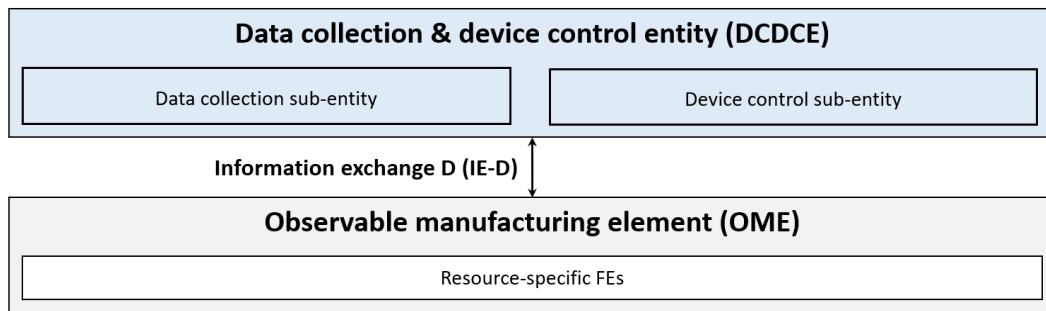 Data collection & device control entity (DCDCE)
Data collection sub-entity
Device control sub-entity
Information exchange D (IE-D)
Observable manufacturing element (OME)
Resource-specific FEs